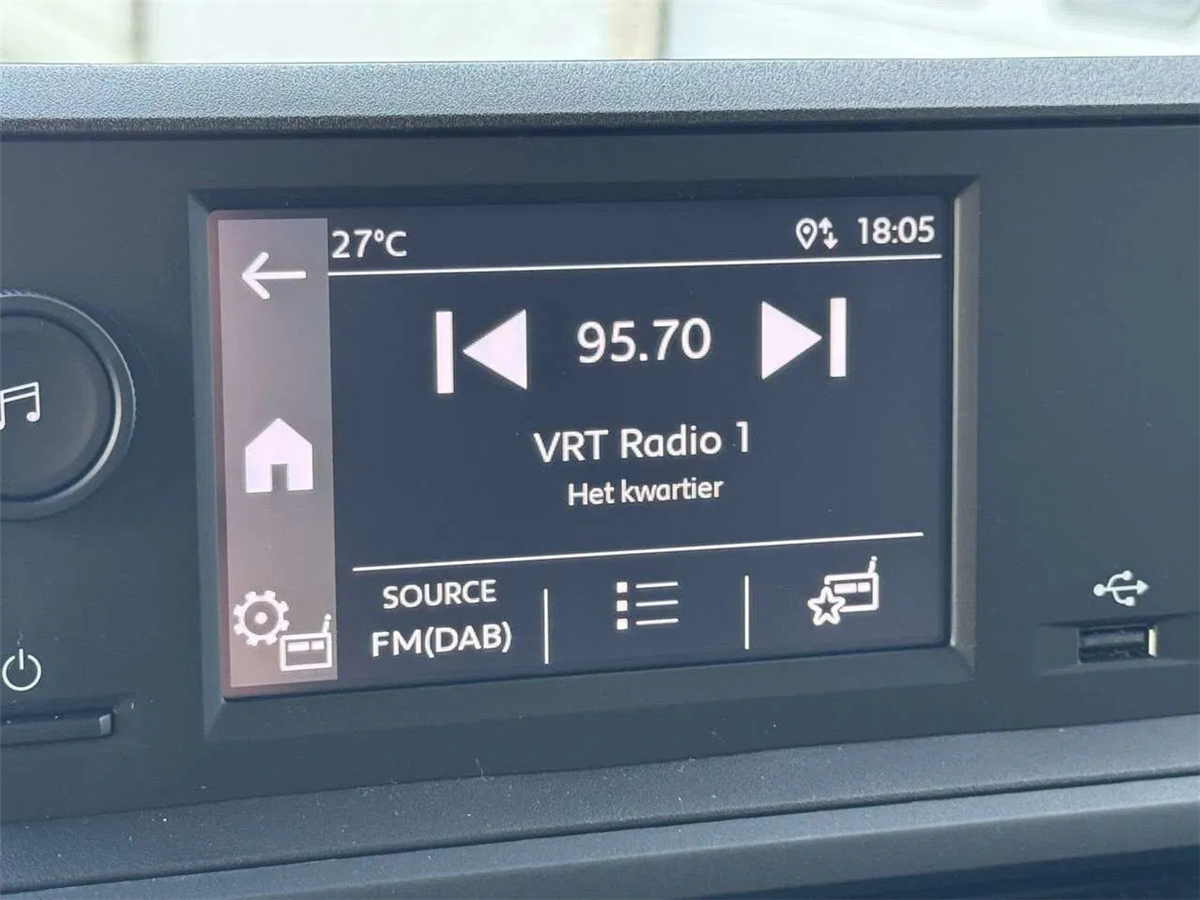 27°C 18:05
95.70
VRT Radio 1
Het kwartier
SOURCE
FM(DAB)